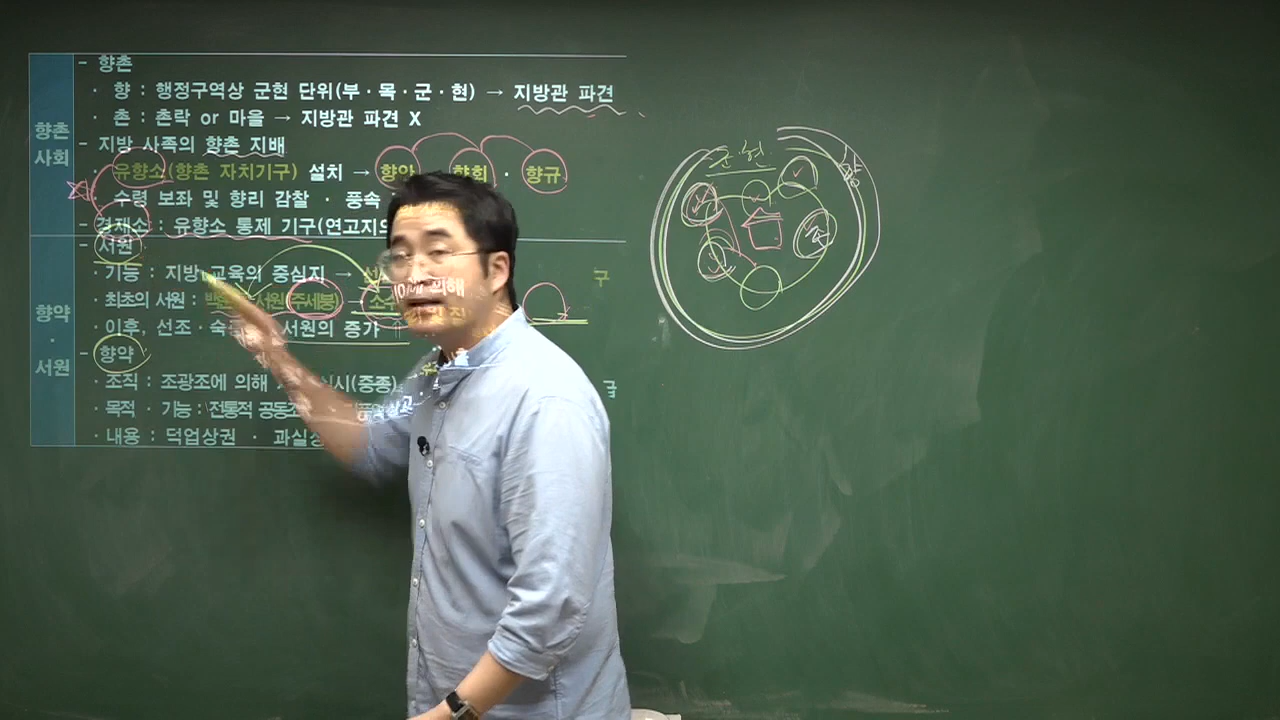 향촌
사회
- 향촌
· 향 : 행정구역상 군현 단위(부·목·군·현) → 지방관 파견
· 촌 : 촌락 or 마을 → 지방관 파견 X
- 지방 사족의 향촌 지배
· 유향소(향촌 자치기구) 설치 → 향안 · 향회 · 향규
· 수령 보좌 및 향리 감찰 · 풍속
- 경재소 : 유향소 통제 기구(연고지의
향약
·
서원
- 서원
· 기능 : 지방 교육의 중심지 →
구
· 최초의 서원 : 서원(주세붕) 소수
· 이후, 선조 · 서원의 증가 ↑
- 향약
· 조직 : 조광조에 의해 실시(중종)
· 목적 · 기능 : 전통적 공동
· 내용 : 덕업상권 · 과실상
군현